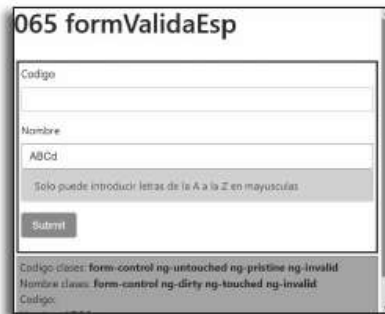 065 formValidaEsp
Codigo
Nombre
ABCd
Solo puede introducir letras de la A a la Z en mayusculas
Submit
Codigo clases: form-control ng-untouched ng-pristine ng-invalid
Nombre clases: form-control ng-dirty ng-touched ng-invalid
Codigo: